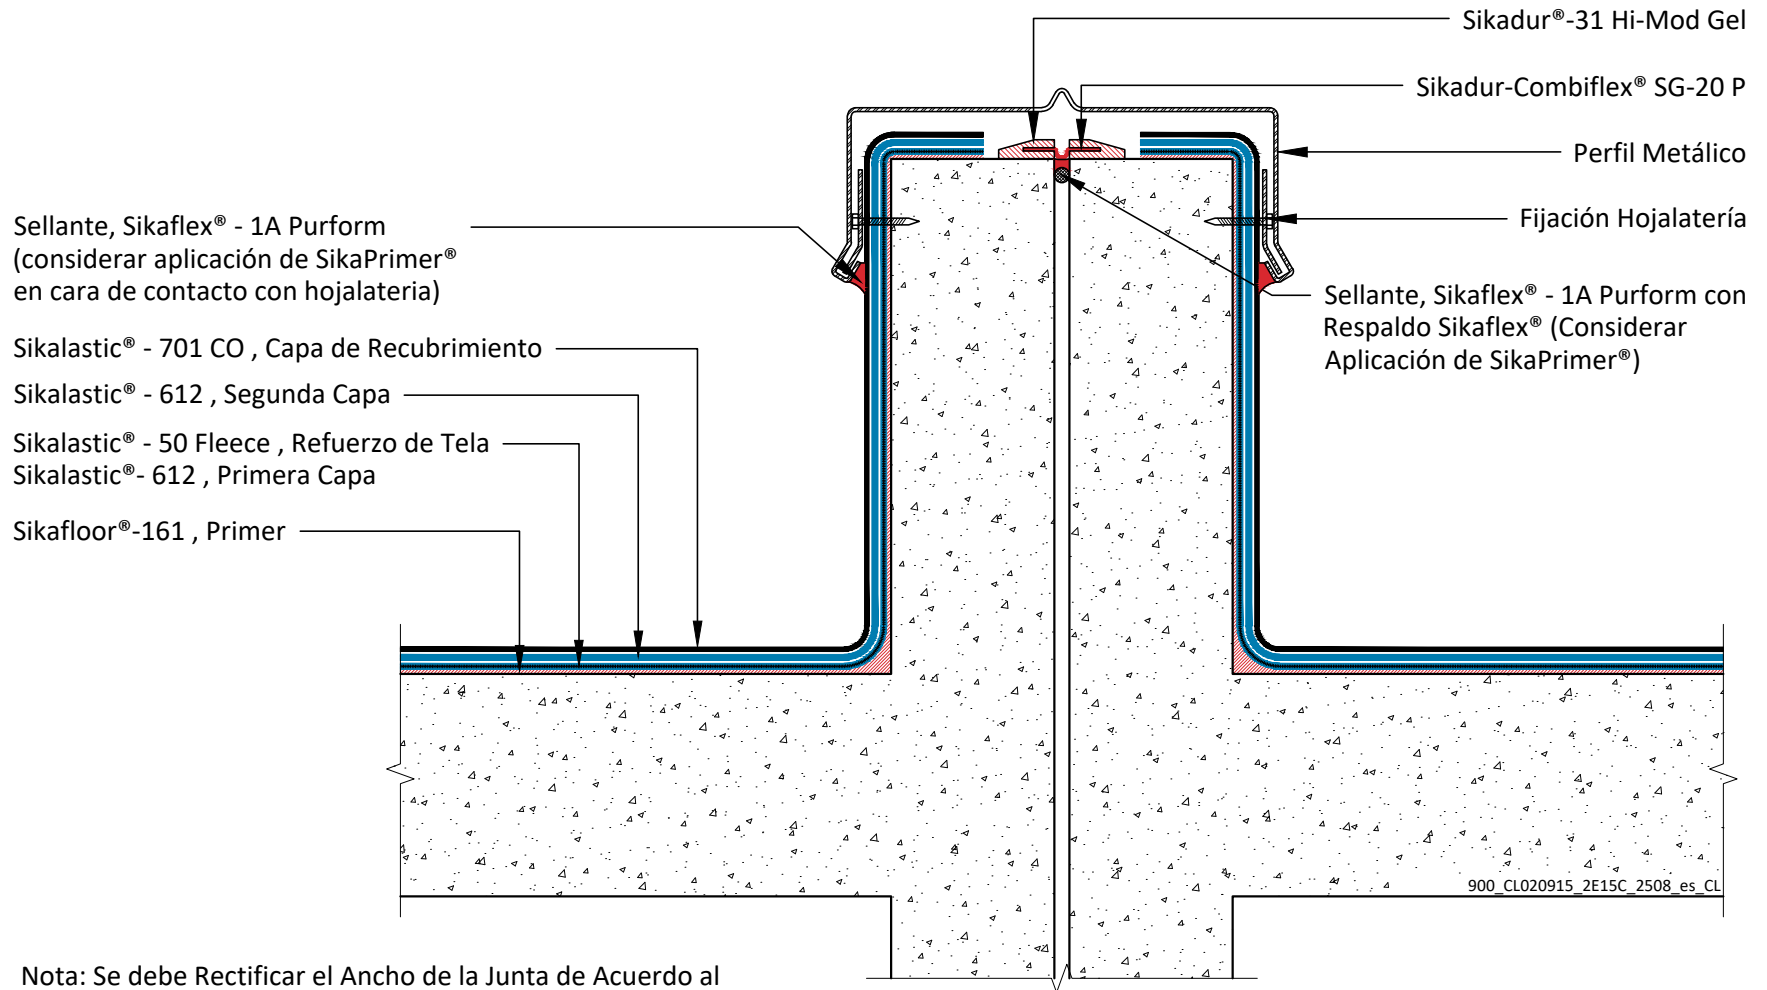 Sikadur®-31 Hi-Mod Gel
Sikadur-Combiflex® SG-20 P
Perfil Metálico
Fijación Hojalatería
Sellante, Sikaflex® - 1A Purform con
Respaldo Sikaflex® (Considerar
Aplicación de SikaPrimer®)
Sellante, Sikaflex® - 1A Purform
(considerar aplicación de SikaPrimer®
en cara de contacto con hojalateria)
Sikalastic® - 701 CO , Capa de Recubrimiento
Sikalastic® - 612 , Segunda Capa
Sikalastic® - 50 Fleece , Refuerzo de Tela
Sikalastic®- 612 , Primera Capa
Sikafloor®-161 , Primer
900_CL020915_2E15C_2508_es_CL
Nota: Se debe Rectificar el Ancho de la Junta de Acuerdo al